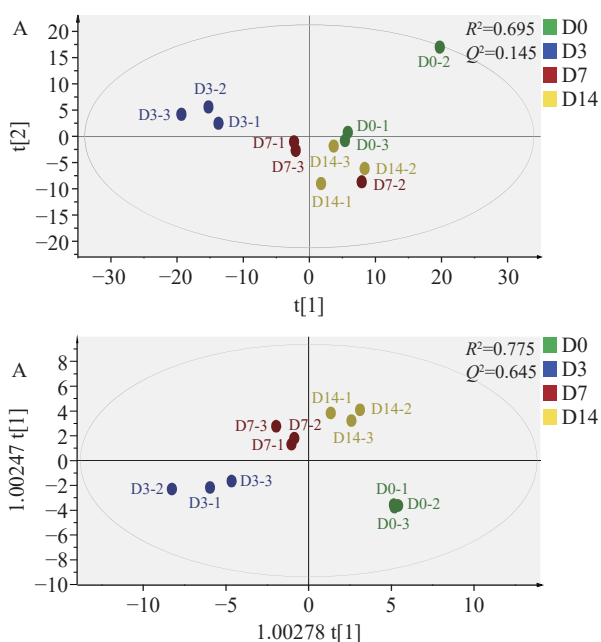 A
R²=0.695
Q²=0.145
D0
D3
D7
D14
20
15
10
5
0
−5
−10
−15
−20
t[2]
D0-2
D3-2
D3-3
D3-1
D0-1
D7-1
D0-3
D7-3
D14-3
D14-2
D7-2
D14-1
−30
−20
−10
0
10
20
30
t[1]
A
R²=0.775
Q²=0.645
D0
D3
D7
D14
8
6
4
2
0
−2
−4
−6
−8
−10
1.00247 t[1]
D14-1
D14-2
D7-3
D7-2
D14-3
D7-1
D3-3
D3-2
D3-1
D0-1
D0-2
D0-3
−10
−5
0
5
10
1.00278 t[1]